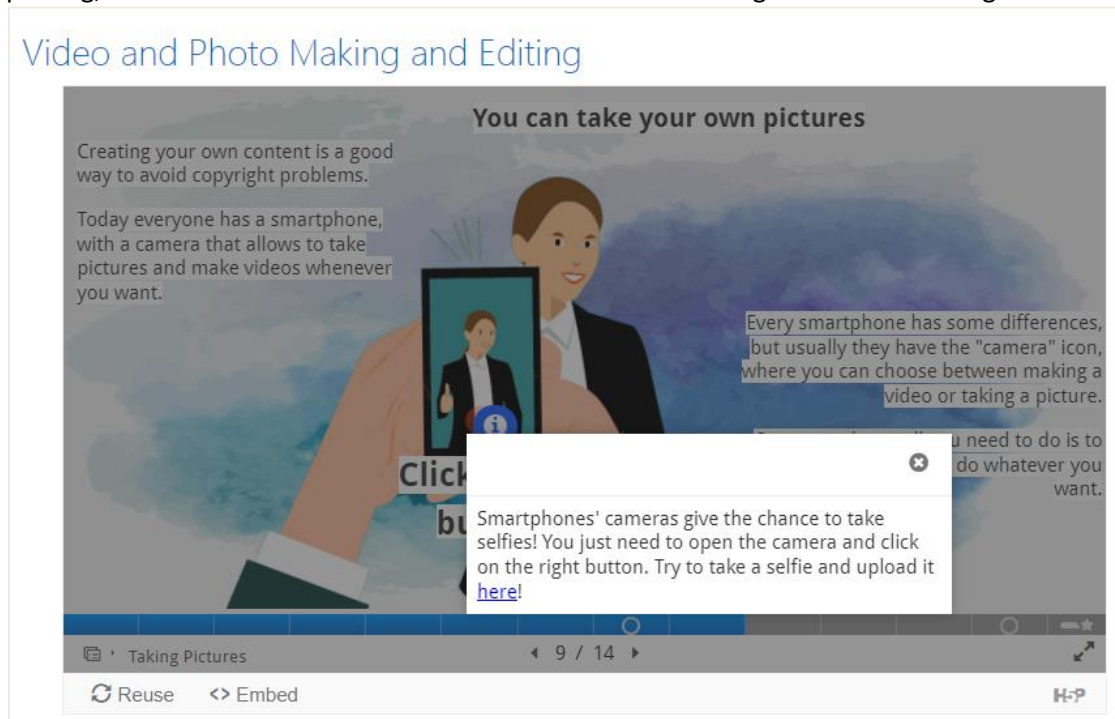 Video and Photo Making and Editing
You can take your own pictures
Creating your own content is a good
way to avoid copyright problems.
Today everyone has a smartphone,
with a camera that allows to take
pictures and make videos whenever
you want.
Every smartphone has some differences,
but usually they have the "camera" icon,
where you can choose between making a
video or taking a picture.
need to do is to
do whatever you
want.
Click
Smartphones' cameras give the chance to take
selfies! You just need to open the camera and click
on the right button. Try to take a selfie and upload it
here!
Taking Pictures
9 / 14
Reuse
Embed
H5P